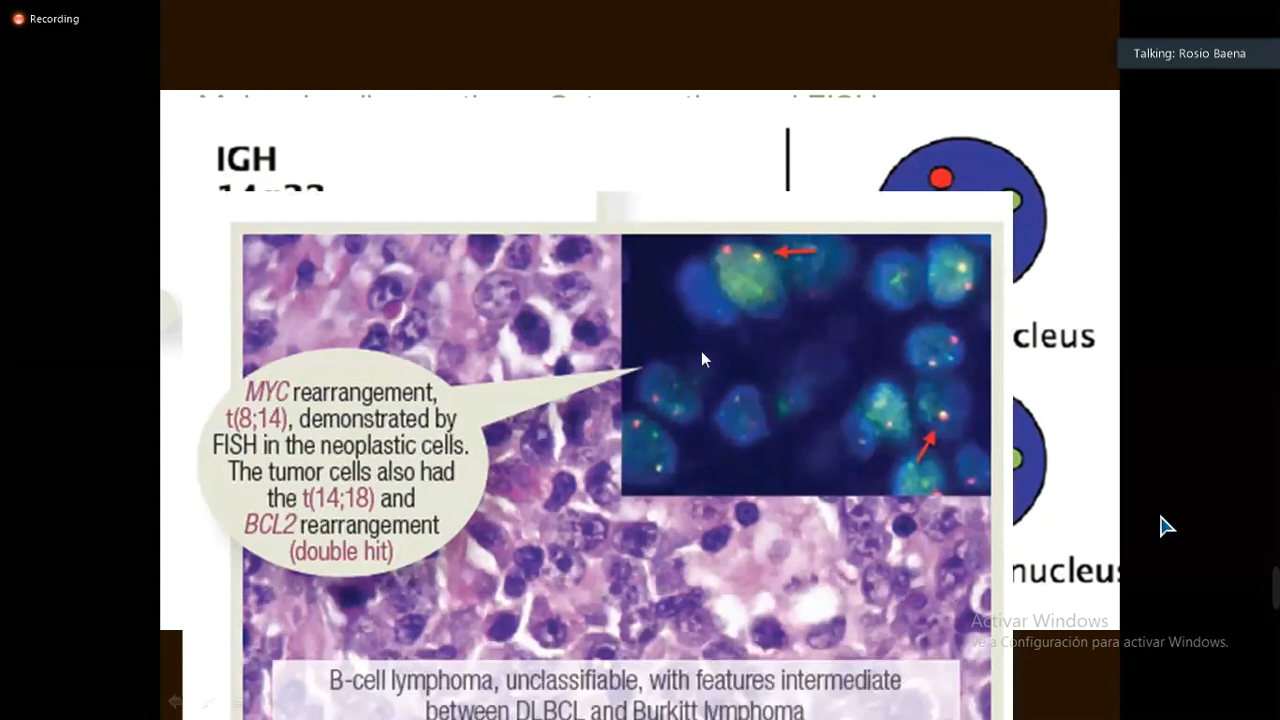 Recording
Talking: Rosio Baena
IGH
cleus
MYC rearrangement,
t(8;14), demonstrated by
FISH in the neoplastic cells.
The tumor cells also had
the t(14;18) and
BCL2 rearrangement
(double hit)
nucleus
Activar Windows
Ve a Configuración para activar Windows.
B-cell lymphoma, unclassifiable, with features intermediate
between DLBCL and Burkitt lymphoma